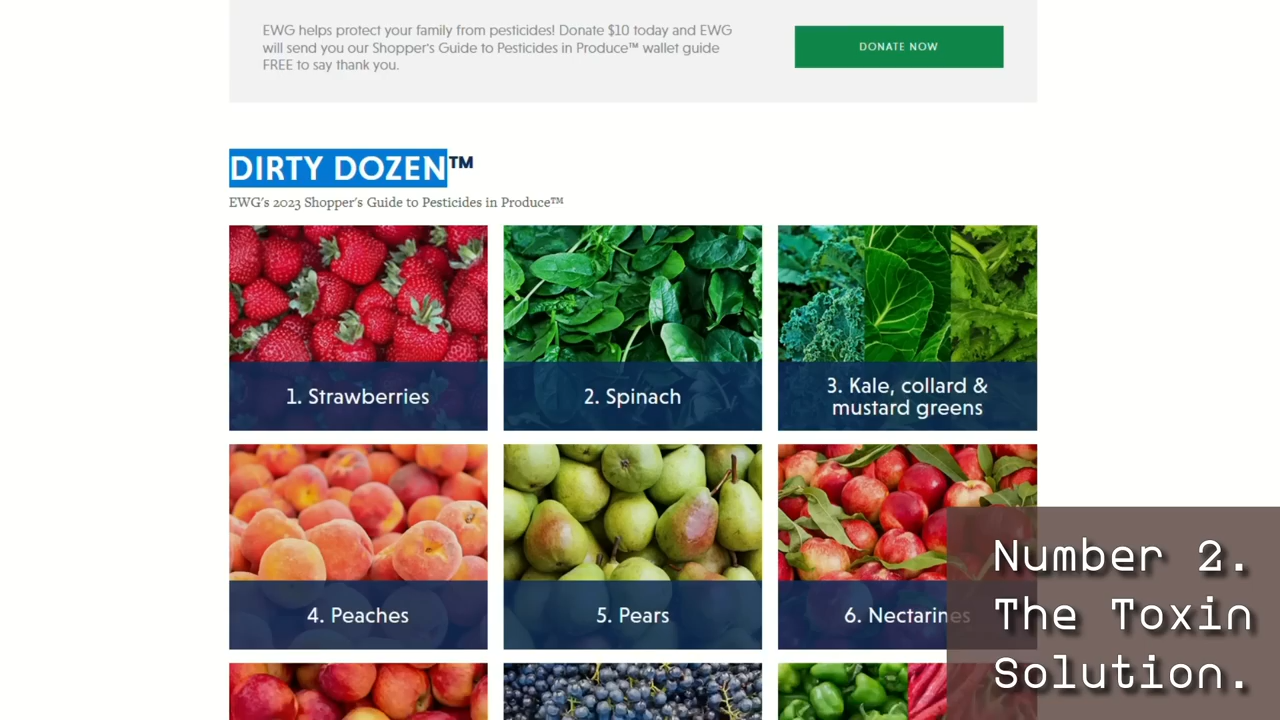 EWG helps protect your family from pesticides! Donate $10 today and EWG
will send you our Shopper's Guide to Pesticides in Produce™ wallet guide
FREE to say thank you.
DONATE NOW
DIRTY DOZEN™
EWG's 2023 Shopper's Guide to Pesticides in Produce™
1. Strawberries
2. Spinach
3. Kale, collard &
mustard greens
4. Peaches
5. Pears
6. Nectarines
Number 2.
The Toxin
Solution.